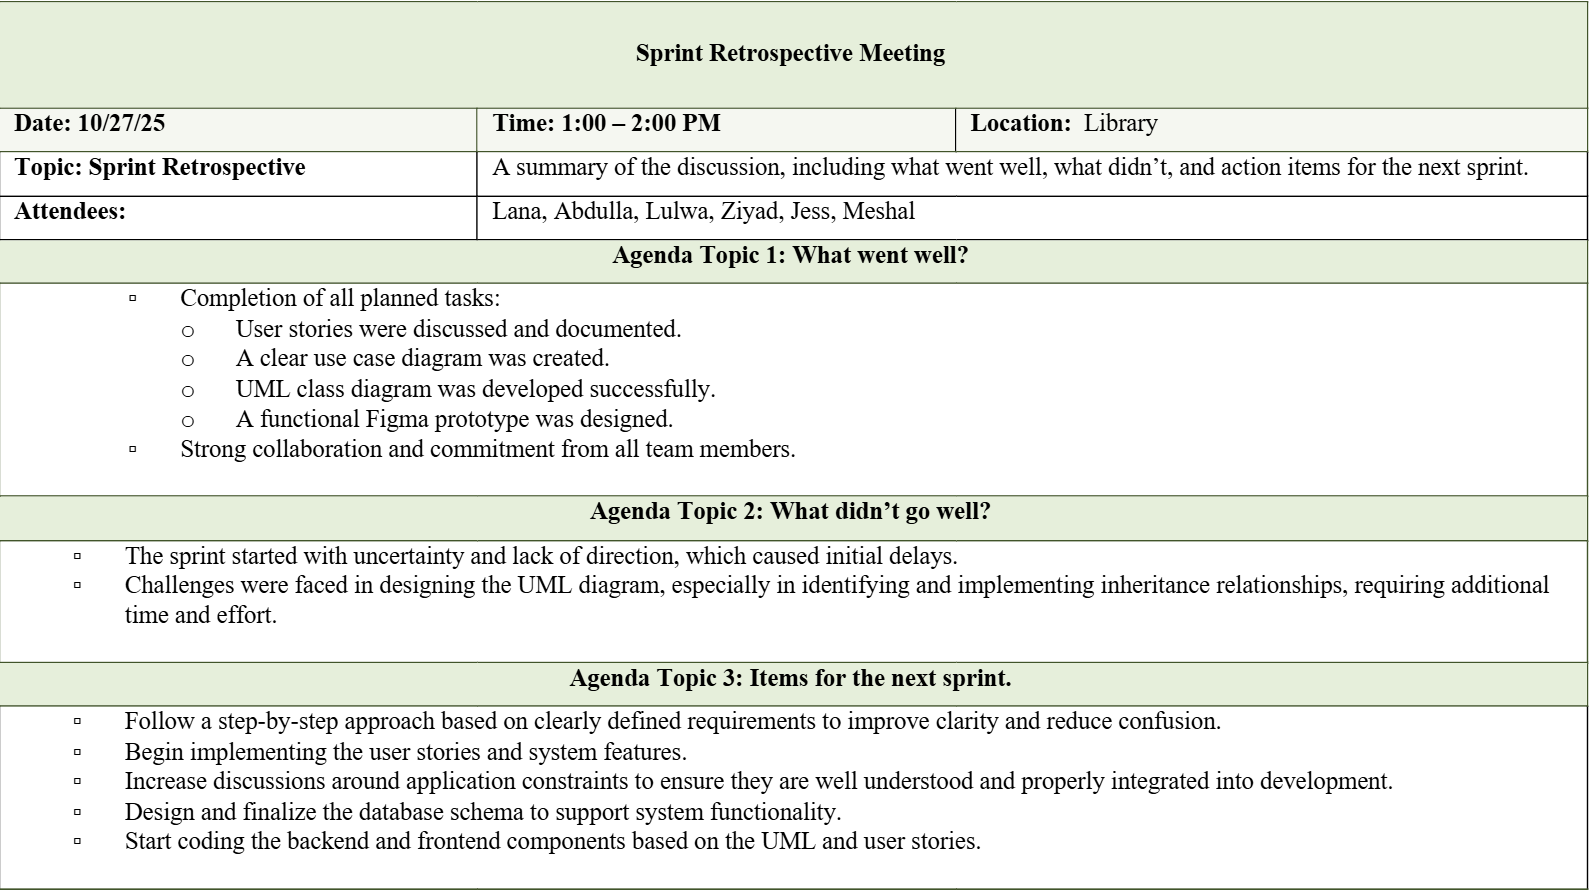 Sprint Retrospective Meeting
Date: 10/27/25
Time: 1:00 – 2:00 PM
Location: Library
Topic: Sprint Retrospective
A summary of the discussion, including what went well, what didn’t, and action items for the next sprint.
Attendees:
Lana, Abdulla, Lulwa, Ziyad, Jess, Meshal
Agenda Topic 1: What went well?
▫ Completion of all planned tasks:
o User stories were discussed and documented.
o A clear use case diagram was created.
o UML class diagram was developed successfully.
o A functional Figma prototype was designed.
▫ Strong collaboration and commitment from all team members.
Agenda Topic 2: What didn’t go well?
▫ The sprint started with uncertainty and lack of direction, which caused initial delays.
▫ Challenges were faced in designing the UML diagram, especially in identifying and implementing inheritance relationships, requiring additional
time and effort.
Agenda Topic 3: Items for the next sprint.
▫ Follow a step-by-step approach based on clearly defined requirements to improve clarity and reduce confusion.
▫ Begin implementing the user stories and system features.
▫ Increase discussions around application constraints to ensure they are well understood and properly integrated into development.
▫ Design and finalize the database schema to support system functionality.
▫ Start coding the backend and frontend components based on the UML and user stories.